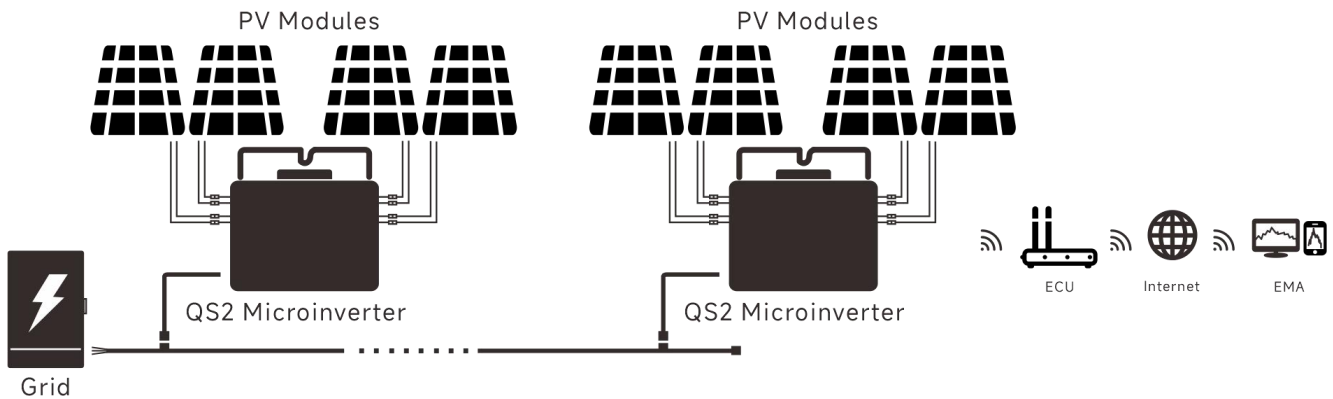 PV Modules
PV Modules
QS2 Microinverter
QS2 Microinverter
ECU
Internet
EMA
Grid